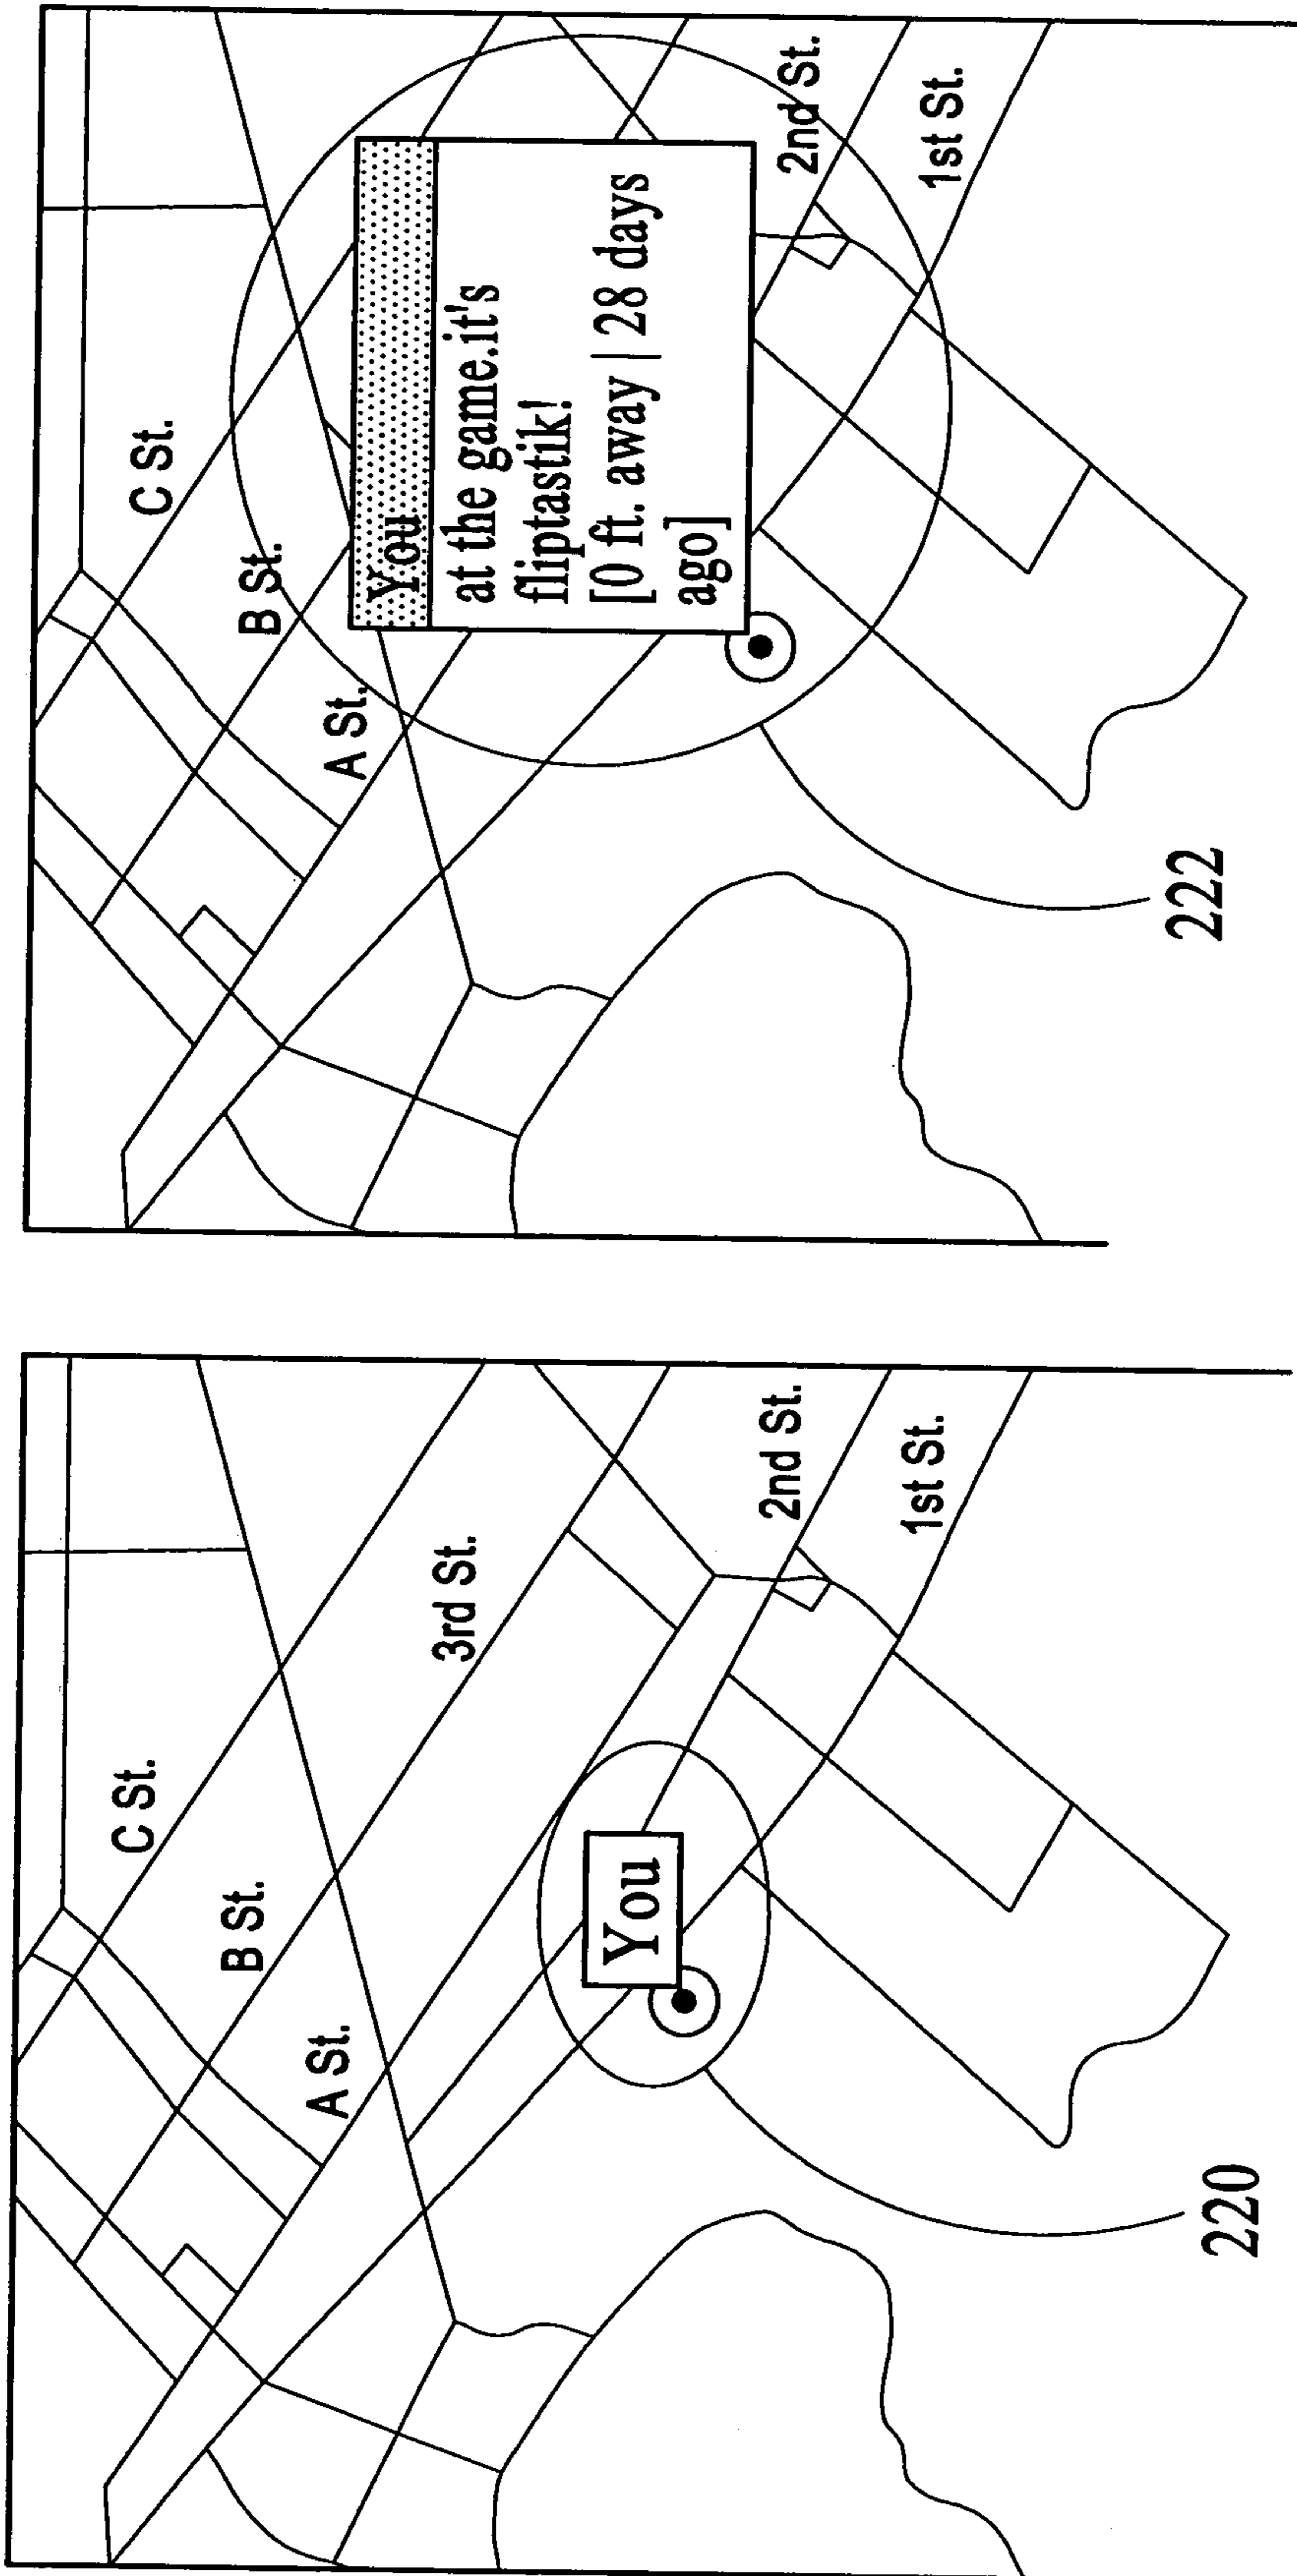 C St.
B St.
3rd St.
A St.
2nd St.
1st St.
You
220
C St.
B St.
A St.
2nd St.
1st St.
You
at the game.it's
fliptastik!
[0 ft. away | 28 days
ago]
222